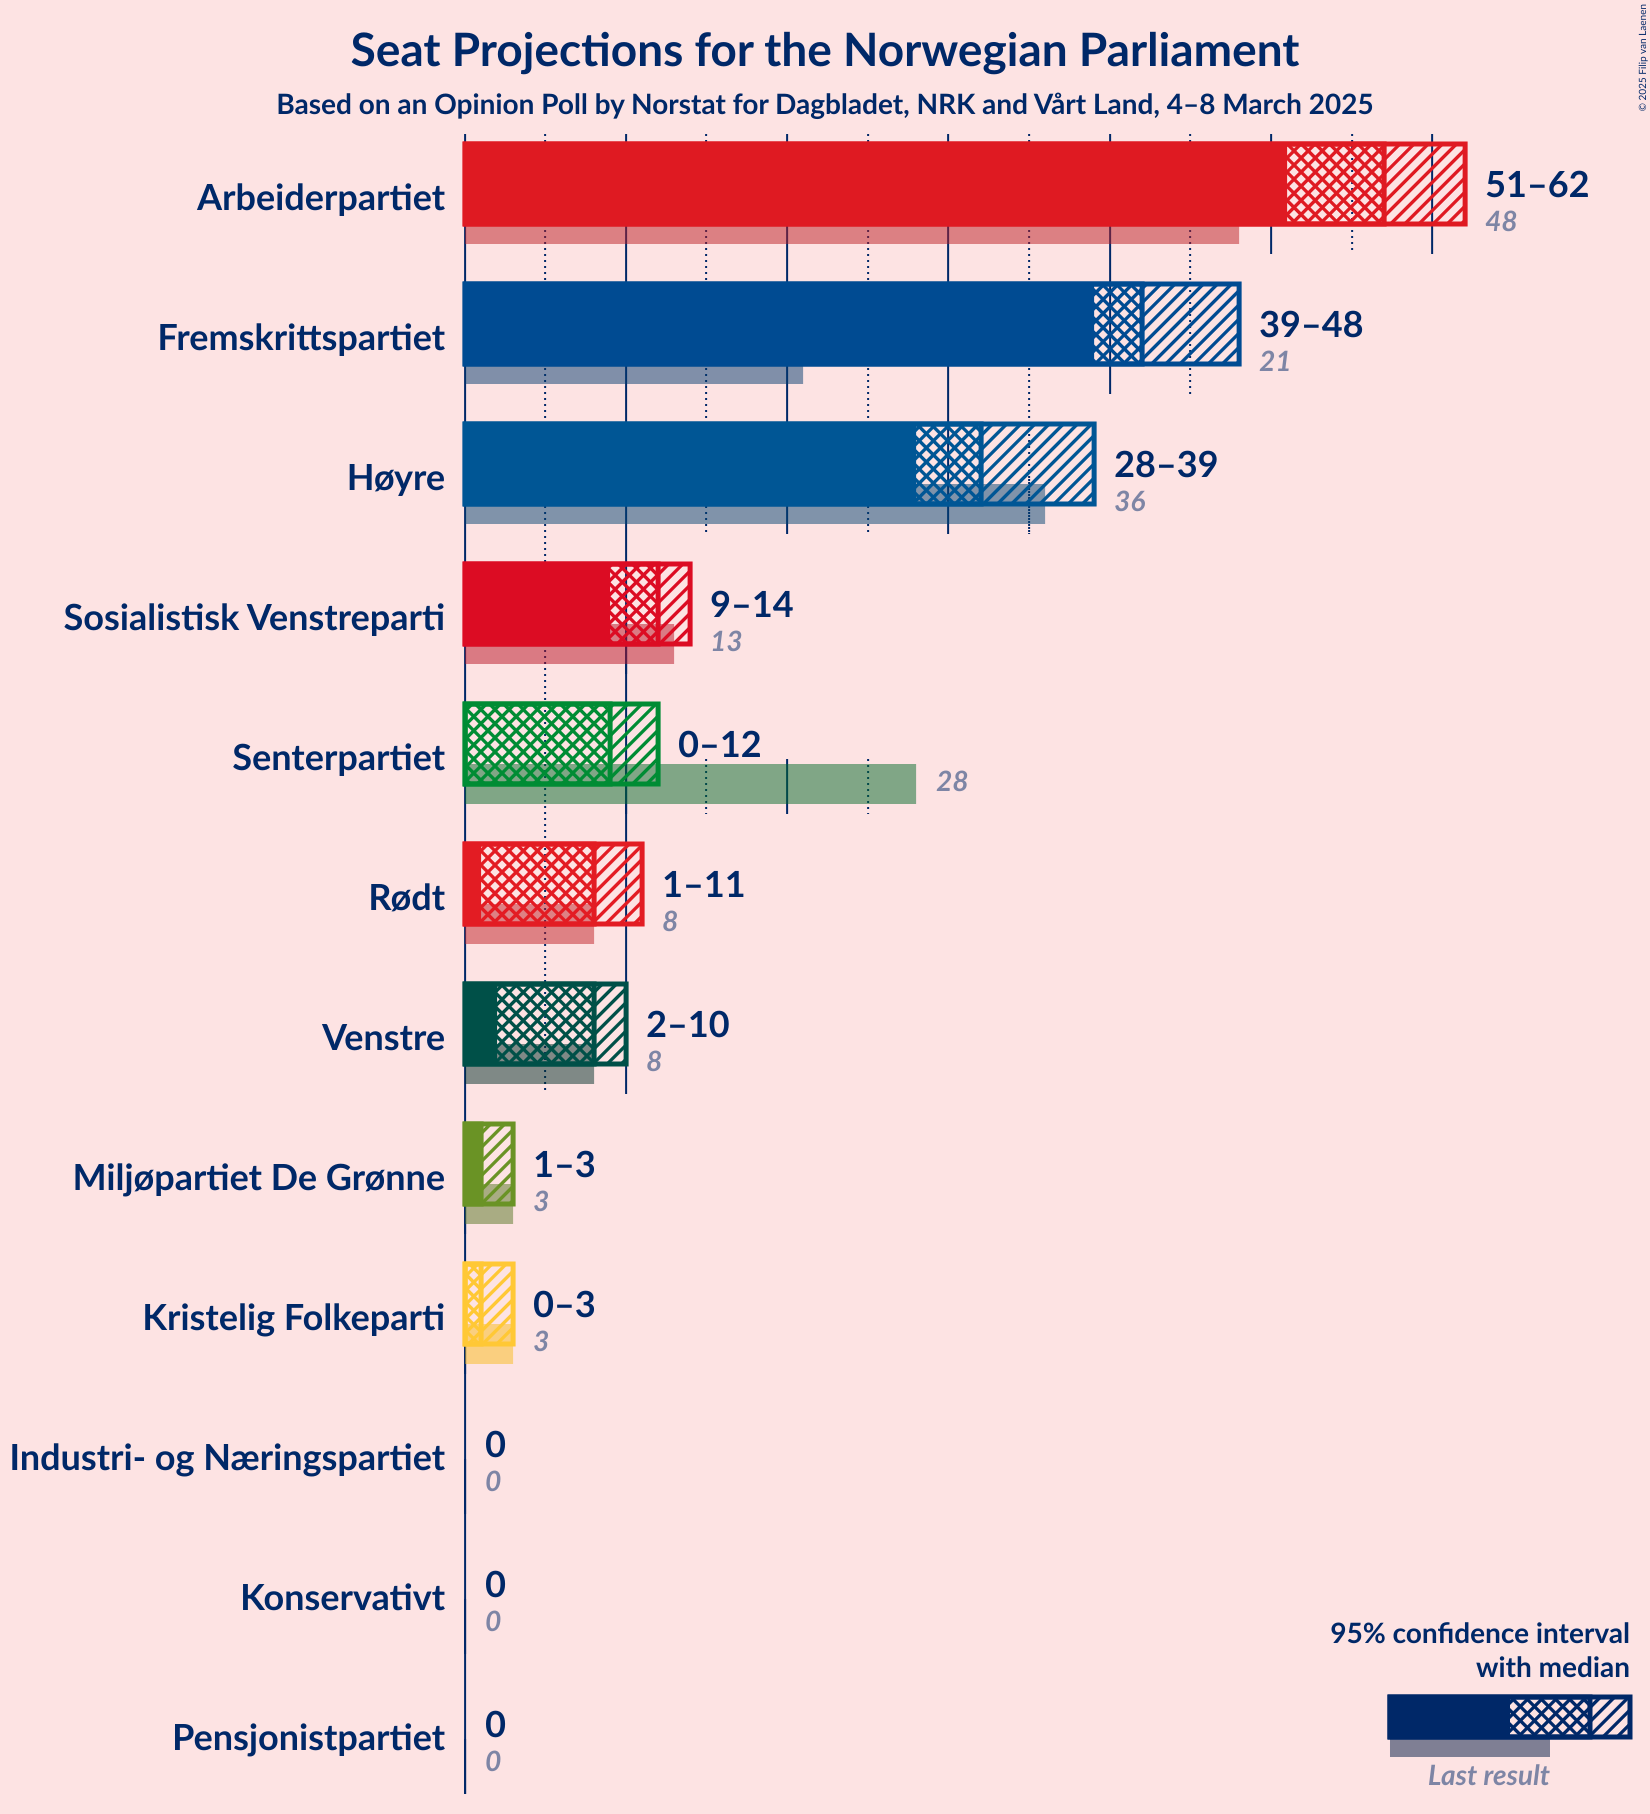 Seat Projections for the Norwegian Parliament
Based on an Opinion Poll by Norstat for Dagbladet, NRK and Vårt Land, 4–8 March 2025
© 2025 Filip van Laenen
Arbeiderpartiet
51–62
48
Fremskrittspartiet
39–48
21
Høyre
28–39
36
Sosialistisk Venstreparti
9–14
13
Senterpartiet
0–12
28
Rødt
1–11
8
Venstre
2–10
8
Miljøpartiet De Grønne
1–3
3
Kristelig Folkeparti
0–3
3
Industri- og Næringspartiet
0
0
Konservativt
0
0
Pensjonistpartiet
0
0
95% confidence interval
with median
Last result